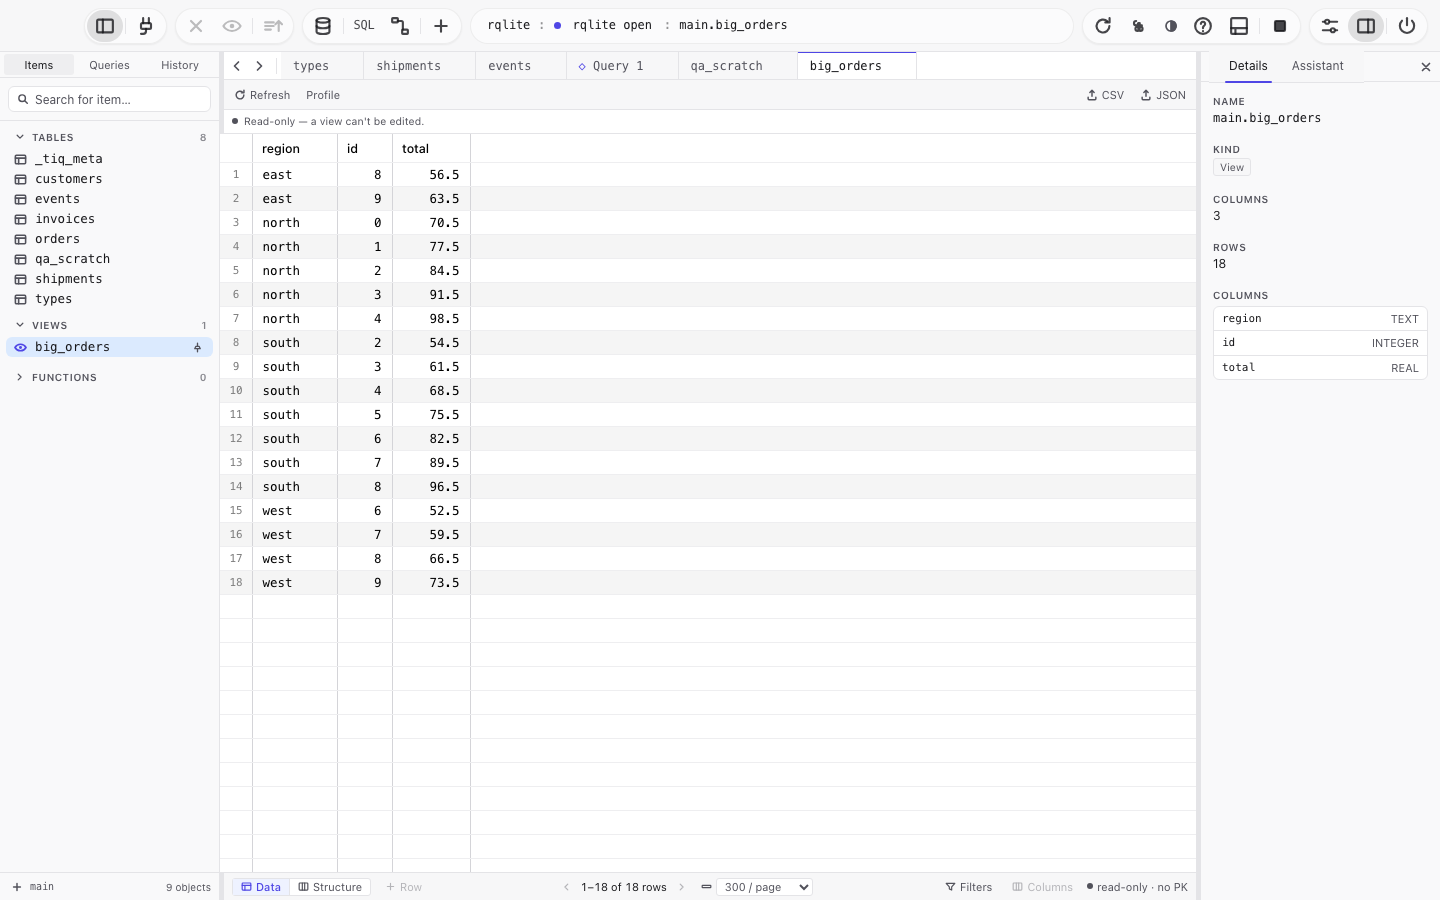 SQL
rqlite : rqlite open : main.big_orders
Items Queries History
Search for item...
TABLES 8
_tiq_meta
customers
events
invoices
orders
qa_scratch
shipments
types
VIEWS 1
big_orders
FUNCTIONS 0
main 9 objects
types shipments events Query 1 qa_scratch big_orders
Refresh Profile CSV JSON
Read-only — a view can't be edited.
region id total
1 east 8 56.5
2 east 9 63.5
3 north 0 70.5
4 north 1 77.5
5 north 2 84.5
6 north 3 91.5
7 north 4 98.5
8 south 2 54.5
9 south 3 61.5
10 south 4 68.5
11 south 5 75.5
12 south 6 82.5
13 south 7 89.5
14 south 8 96.5
15 west 6 52.5
16 west 7 59.5
17 west 8 66.5
18 west 9 73.5
Data Structure + Row 1–18 of 18 rows 300 / page Filters Columns read-only · no PK
Details Assistant
NAME
main.big_orders
KIND
View
COLUMNS
3
ROWS
18
COLUMNS
region TEXT
id INTEGER
total REAL